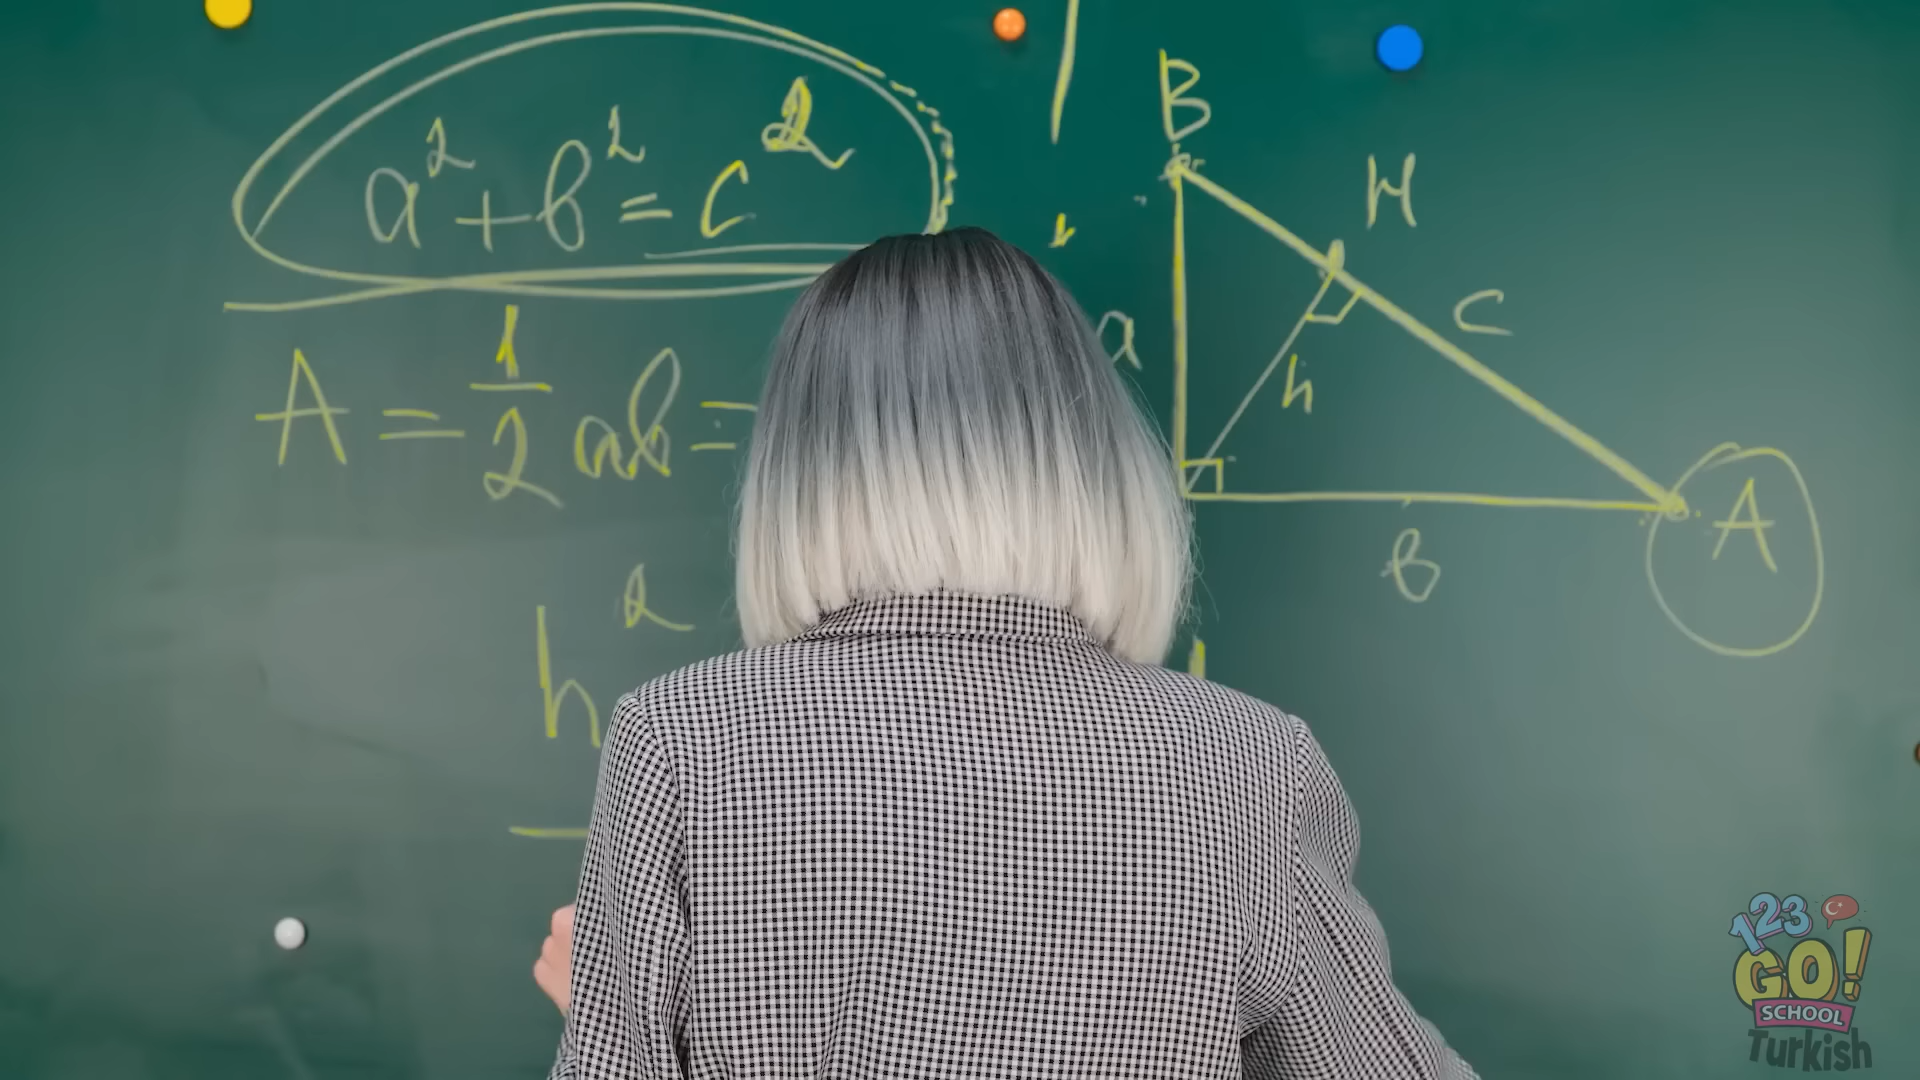 a² + b² = c²
A = 1/2 ab =
h²
B
H
a
c
h
b
A
123
GO!
SCHOOL
Turkish